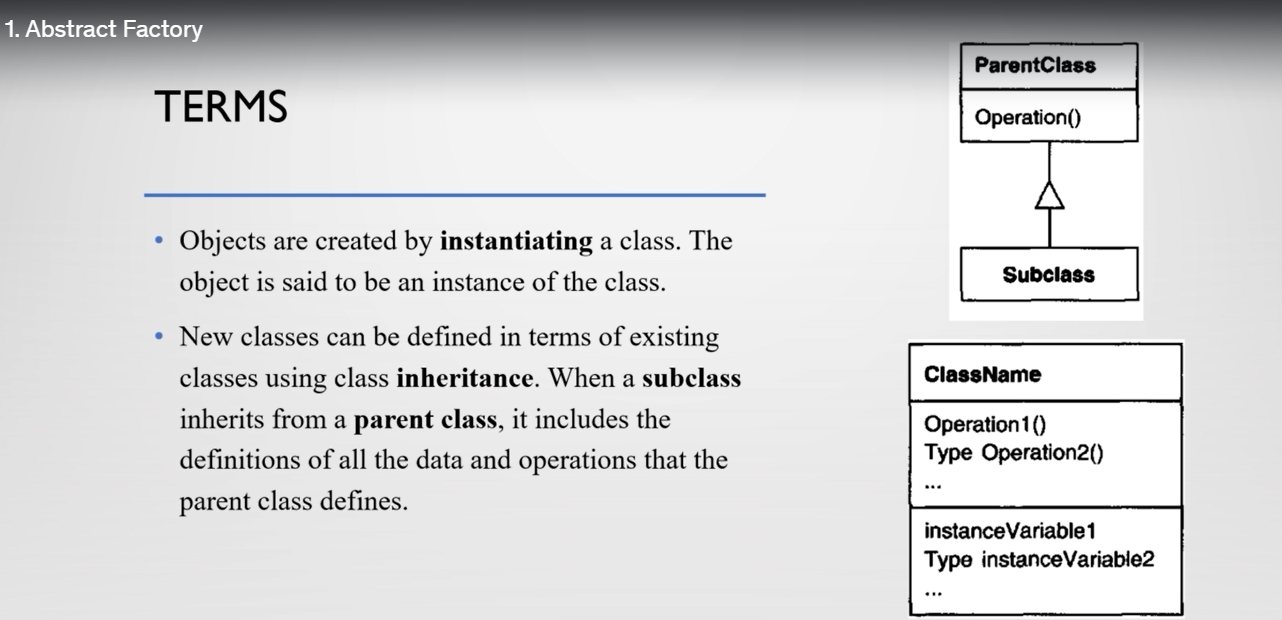 1. Abstract Factory
TERMS
• Objects are created by instantiating a class. The
object is said to be an instance of the class.
• New classes can be defined in terms of existing
classes using class inheritance. When a subclass
inherits from a parent class, it includes the
definitions of all the data and operations that the
parent class defines.
ParentClass
Operation()
Subclass
ClassName
Operation1()
Type Operation2()
...
instanceVariable1
Type instanceVariable2
...